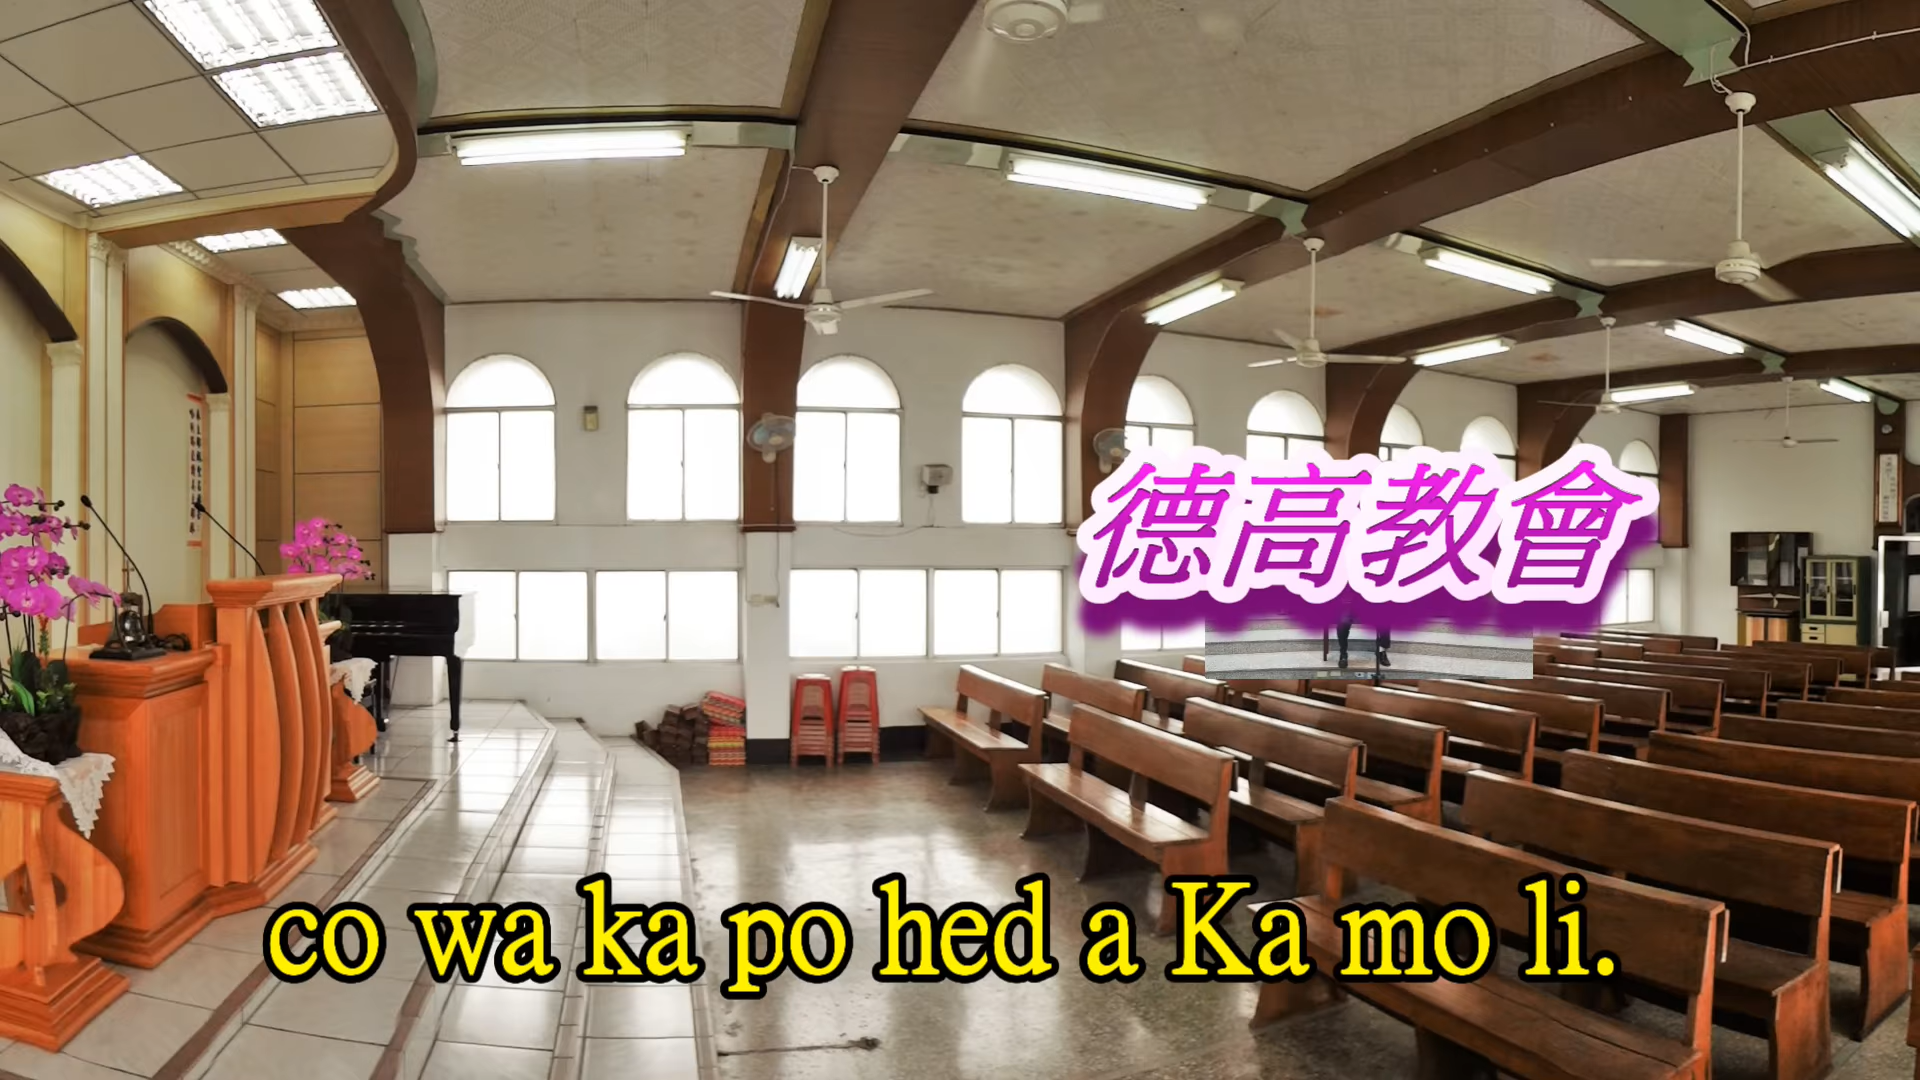 德高教會
co wa ka po hed a Ka mo li.